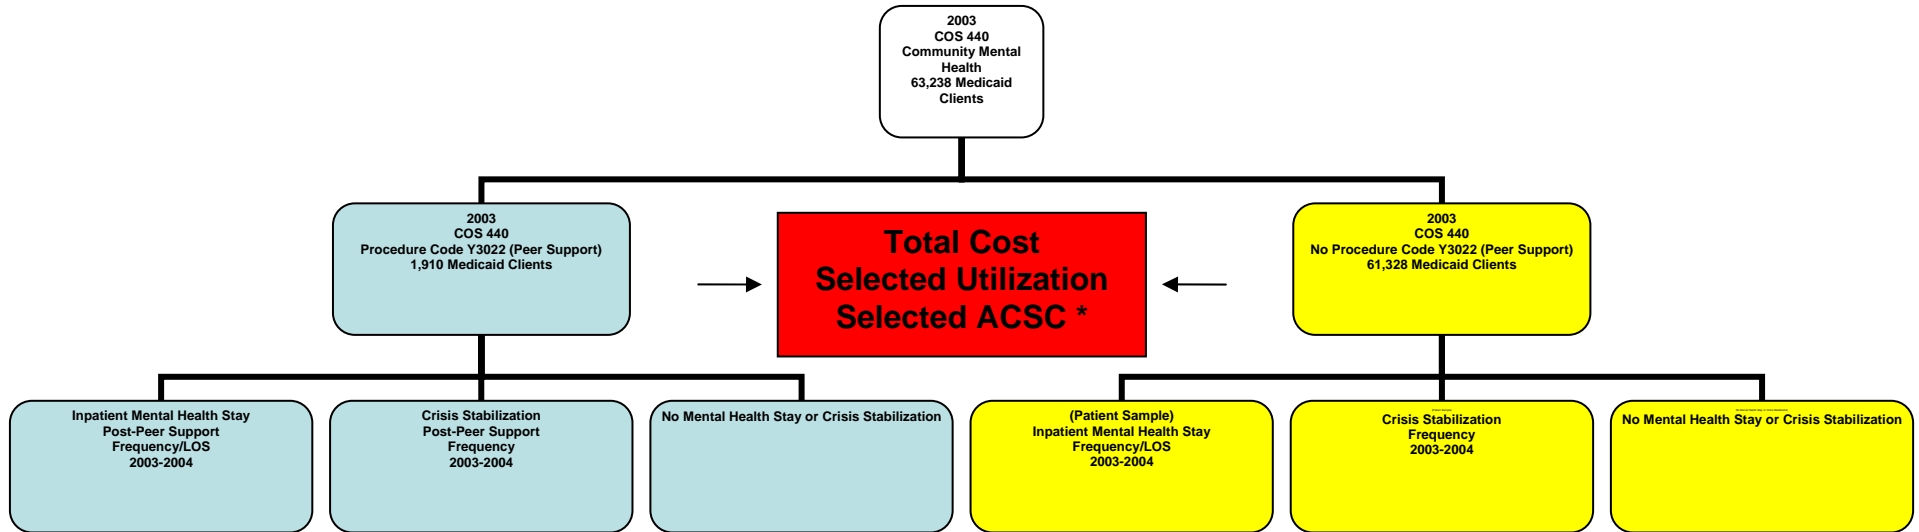 2003
COS 440
Community Mental
Health
63,238 Medicaid
Clients
2003
COS 440
Procedure Code Y3022 (Peer Support)
1,910 Medicaid Clients
Total Cost
Selected Utilization
Selected ACSC *
2003
COS 440
No Procedure Code Y3022 (Peer Support)
61,328 Medicaid Clients
Inpatient Mental Health Stay
Post-Peer Support
Frequency/LOS
2003-2004
Crisis Stabilization
Post-Peer Support
Frequency
2003-2004
No Mental Health Stay or Crisis Stabilization
(Patient Sample)
Inpatient Mental Health Stay
Frequency/LOS
2003-2004
Crisis Stabilization
Frequency
2003-2004
No Mental Health Stay or Crisis Stabilization